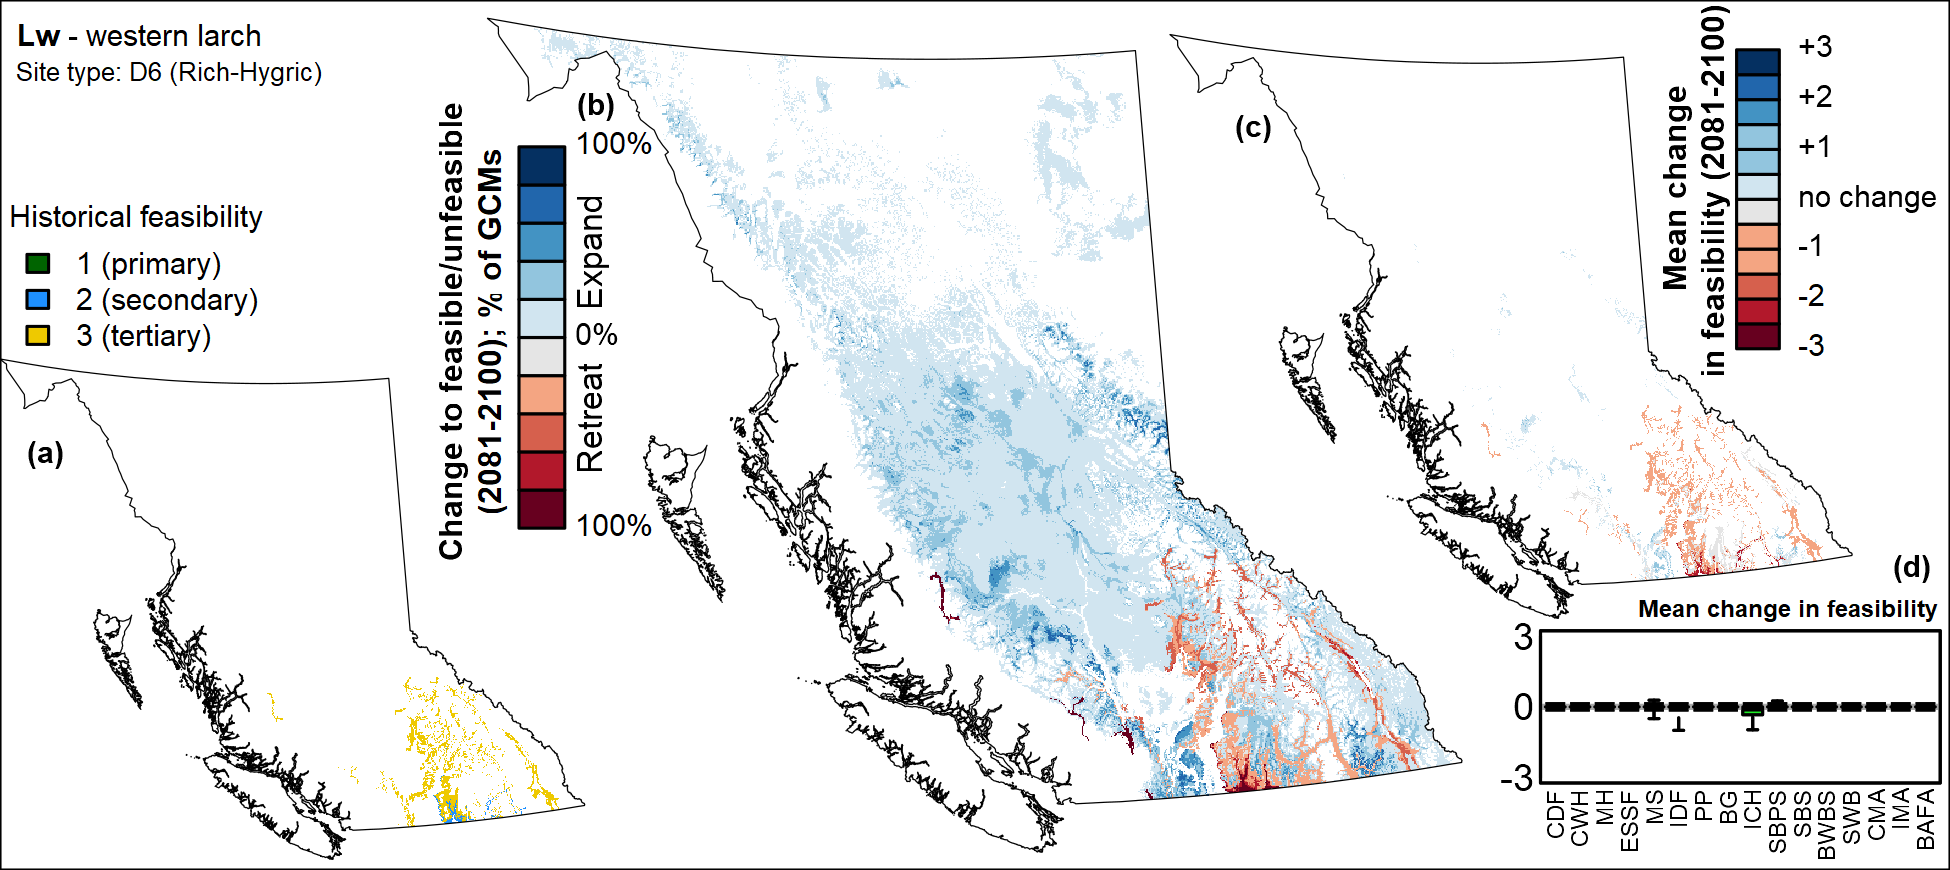 Lw - western larch
Site type: D6 (Rich-Hygric)
Historical feasibility
1 (primary)
2 (secondary)
3 (tertiary)
(a)
(b)
Change to feasible/unfeasible
(2081-2100); % of GCMs
100%
Expand
0%
Retreat
100%
(c)
Mean change
in feasibility (2081-2100)
+3
+2
+1
no change
-1
-2
-3
(d)
Mean change in feasibility
3
0
-3
CDF
CWH
MH
ESSF
MS
IDF
PP
BG
ICH
SBPS
SBS
BWBS
SWB
CMA
IMA
BAFA